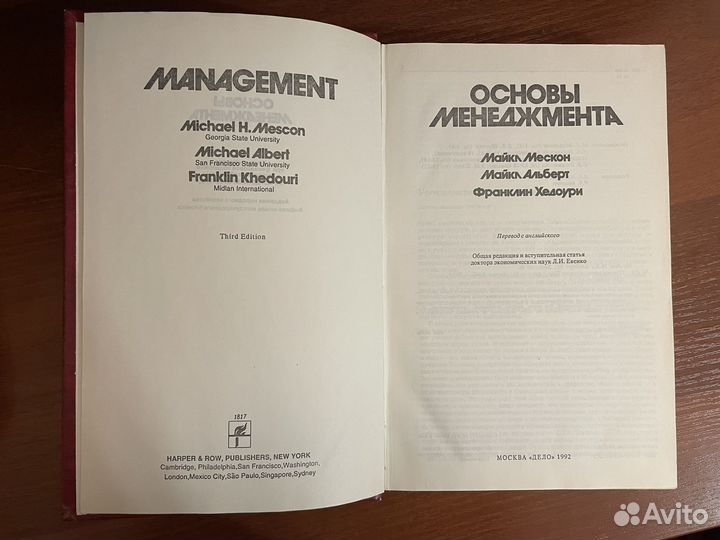 MANAGEMENT
Michael H. Mescon
Georgia State University
Michael Albert
San Francisco State University
Franklin Khedouri
Midlan International
Third Edition
1817
HARPER & ROW, PUBLISHERS, NEW YORK
Cambridge, Philadelphia,San Francisco,Washington,
London,Mexico City,São Paulo,Singapore,Sydney
ОСНОВЫ
МЕНЕДЖМЕНТА
Майкл Мескон
Майкл Альберт
Франклин Хедоури
Перевод с английского
Общая редакция и вступительная статья
доктора экономических наук Л.И. Евенко
МОСКВА «ДЕЛО» 1992
Avito